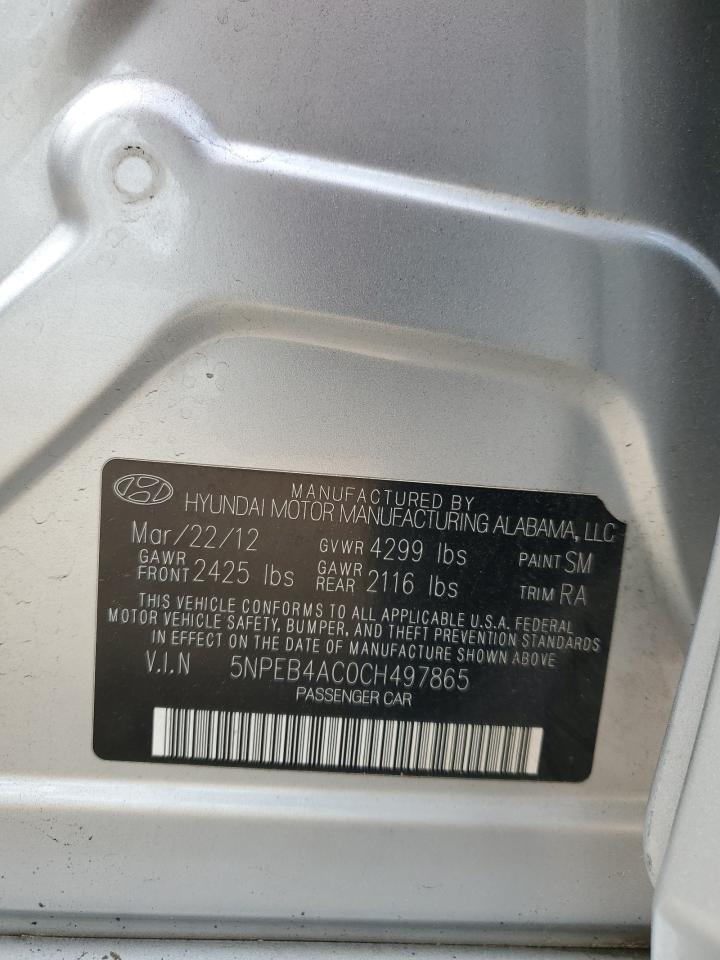 MANUFACTURED BY
HYUNDAI MOTOR MANUFACTURING ALABAMA, LLC
Mar/22/12 GVWR 4299 lbs PAINT SM
GAWR FRONT 2425 lbs GAWR REAR 2116 lbs TRIM RA
THIS VEHICLE CONFORMS TO ALL APPLICABLE U.S.A. FEDERAL
MOTOR VEHICLE SAFETY, BUMPER, AND THEFT PREVENTION STANDARDS
IN EFFECT ON THE DATE OF MANUFACTURE SHOWN ABOVE
V.I.N 5NPEB4AC0CH497865
PASSENGER CAR